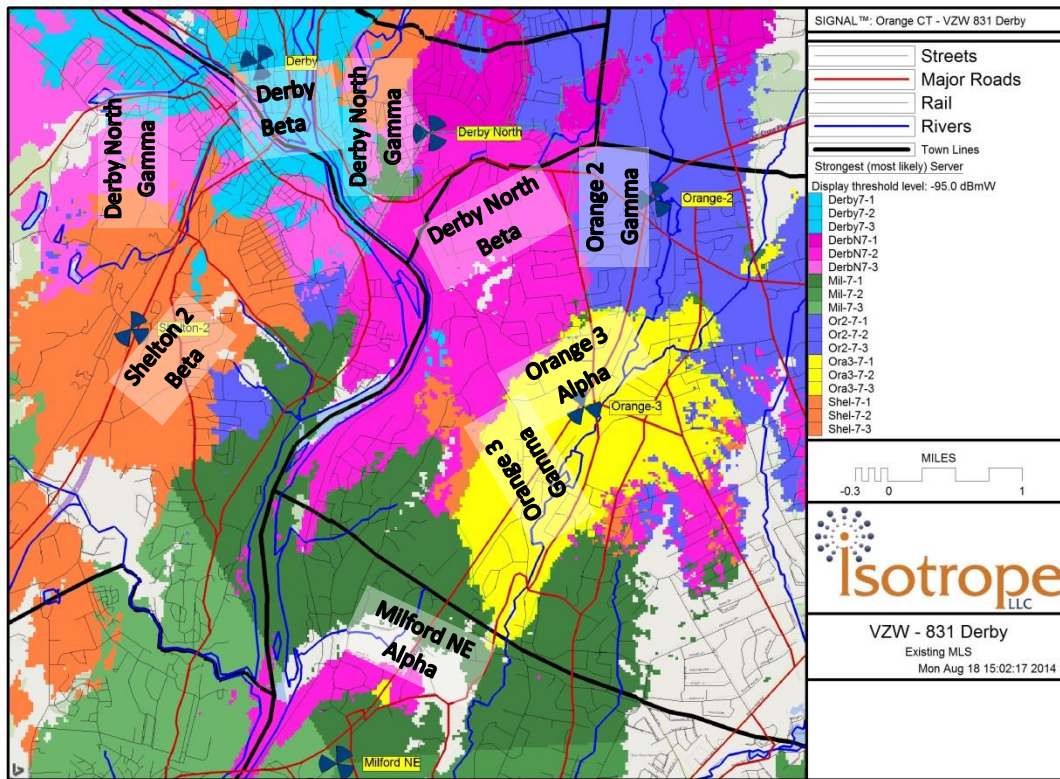 SIGNAL™: Orange CT - VZW 831 Derby
Streets
Major Roads
Rail
Rivers
Town Lines
Strongest (most likely) Server
Display threshold level: -95.0 dBmW
Derby7-1
Derby7-2
Derby7-3
DerbN7-1
DerbN7-2
DerbN7-3
Mil-7-1
Mil-7-2
Mil-7-3
Or2-7-1
Or2-7-2
Or2-7-3
Ora3-7-1
Ora3-7-2
Ora3-7-3
Shel-7-1
Shel-7-2
Shel-7-3
MILES
-0.3 0 1
Isotrope
LLC
VZW - 831 Derby
Existing MLS
Mon Aug 18 15:02:17 2014
Derby
Derby
Beta
Derby North
Gamma
Derby North
Gamma
Derby North
Derby North
Beta
Orange 2
Gamma
Orange-2
Shelton-2
Shelton 2
Beta
Orange 3
Alpha
Orange-3
Orange 3
Gamma
Milford NE
Alpha
Milford NE